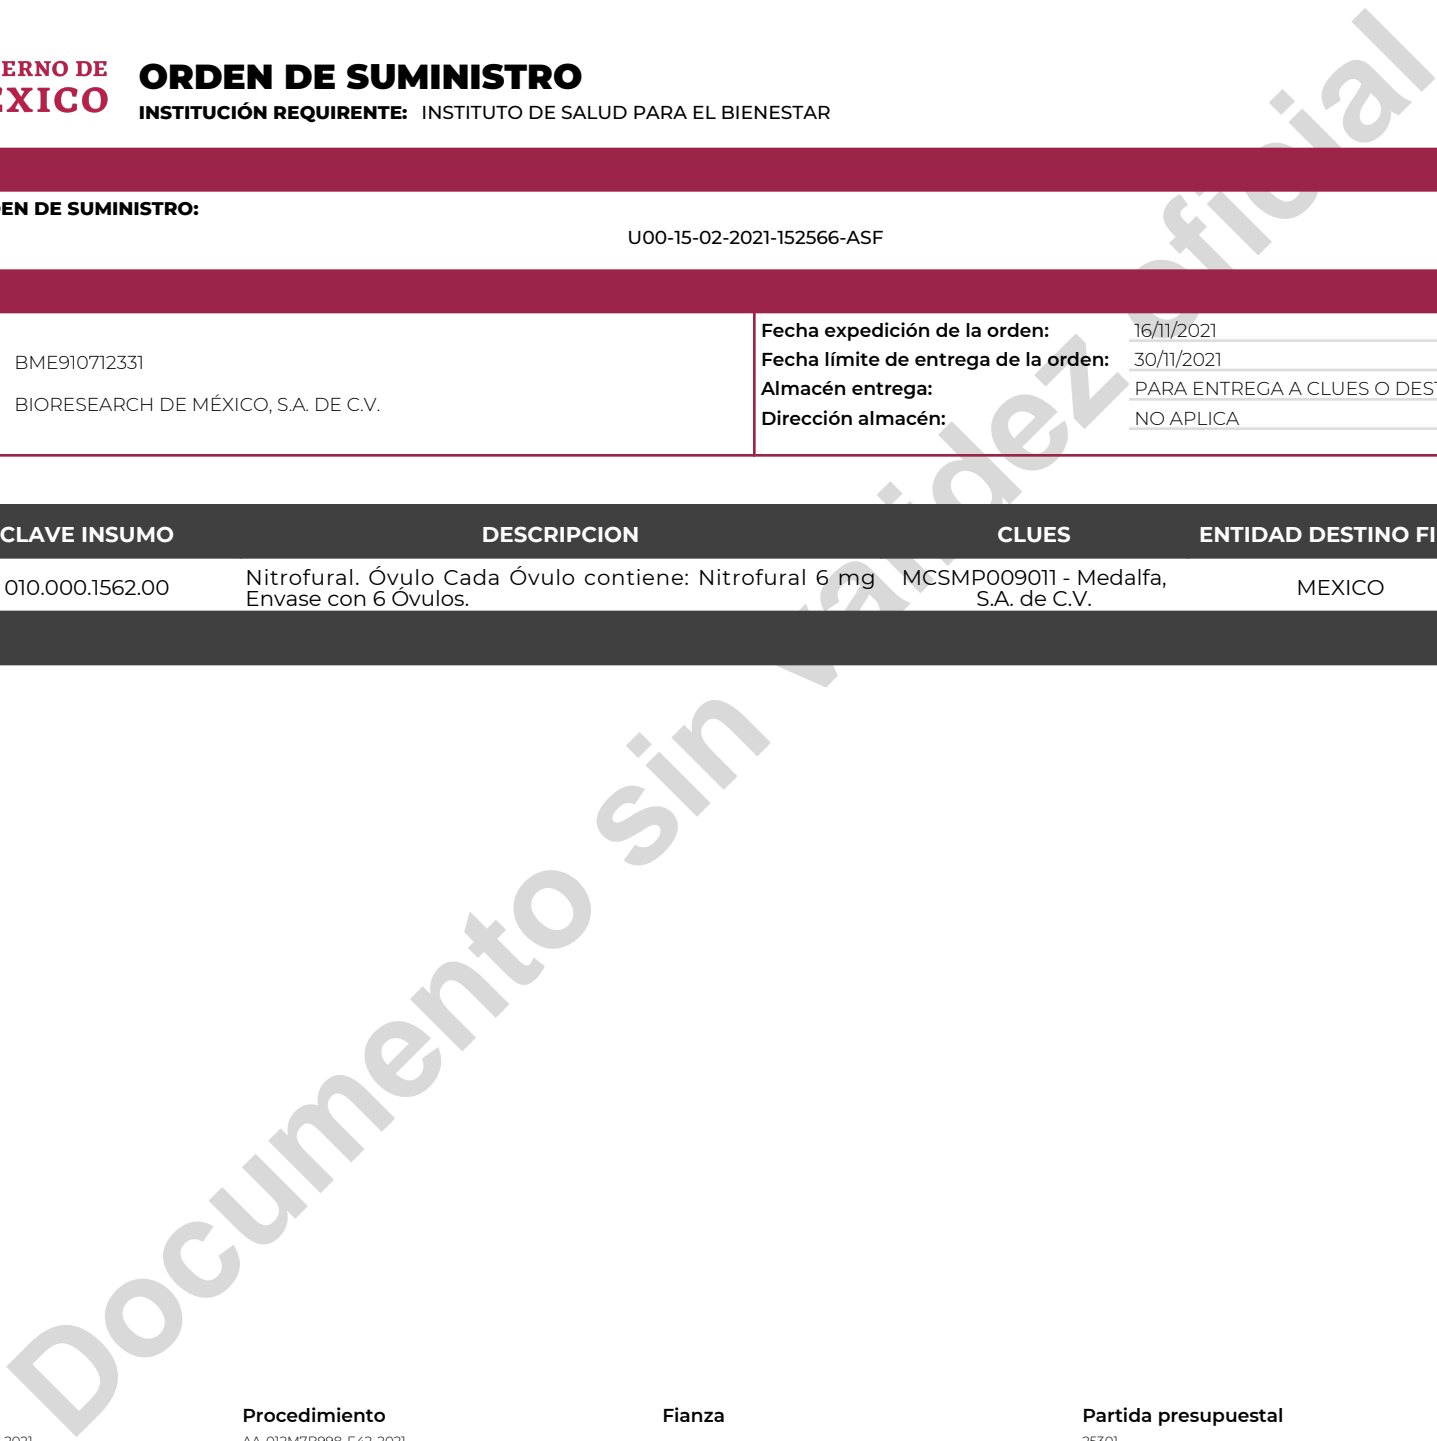 ERNO DE
ORDEN DE SUMINISTRO
INSTITUCIÓN REQUIRENTE: INSTITUTO DE SALUD PARA EL BIENESTAR
EN DE SUMINISTRO:
U00-15-02-2021-152566-ASF
BME910712331
BIORESEARCH DE MÉXICO, S.A. DE C.V.
Fecha expedición de la orden: 16/11/2021
Fecha límite de entrega de la orden: 30/11/2021
Almacén entrega: PARA ENTREGA A CLUES O DEST
Dirección almacén: NO APLICA
CLAVE INSUMO DESCRIPCION CLUES ENTIDAD DESTINO FI
010.000.1562.00 Nitrofural. Óvulo Cada Óvulo contiene: Nitrofural 6 mg MCSMP009011 - Medalfa, MEXICO
Envase con 6 Óvulos. S.A. de C.V.
Documento sin validez oficial
Procedimiento Fianza Partida presupuestal